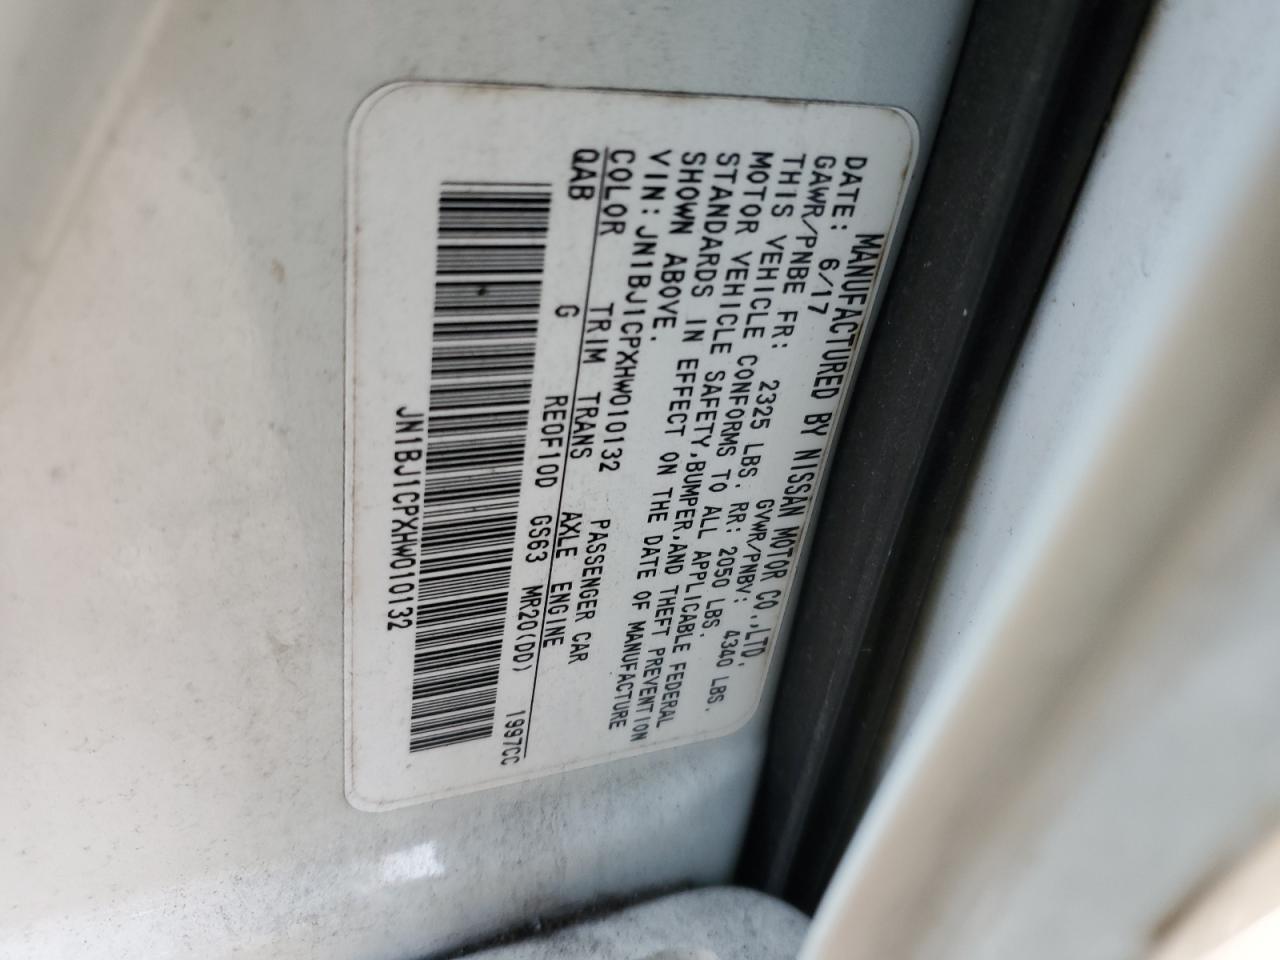 MANUFACTURED BY NISSAN MOTOR CO.,LTD.
DATE: 6/17 GVWR/PNBV: 4340 LBS.
GAWR/PNBE FR: 2325 LBS. RR: 2050 LBS.
THIS VEHICLE CONFORMS TO ALL APPLICABLE FEDERAL
MOTOR VEHICLE SAFETY,BUMPER,AND THEFT PREVENTION
STANDARDS IN EFFECT ON THE DATE OF MANUFACTURE
SHOWN ABOVE.
VIN:JN1BJ1CPXHW010132 PASSENGER CAR
COLOR TRIM TRANS AXLE ENGINE
QAB G RE0F10D GS63 MR20(DD) 1997CC
JN1BJ1CPXHW010132